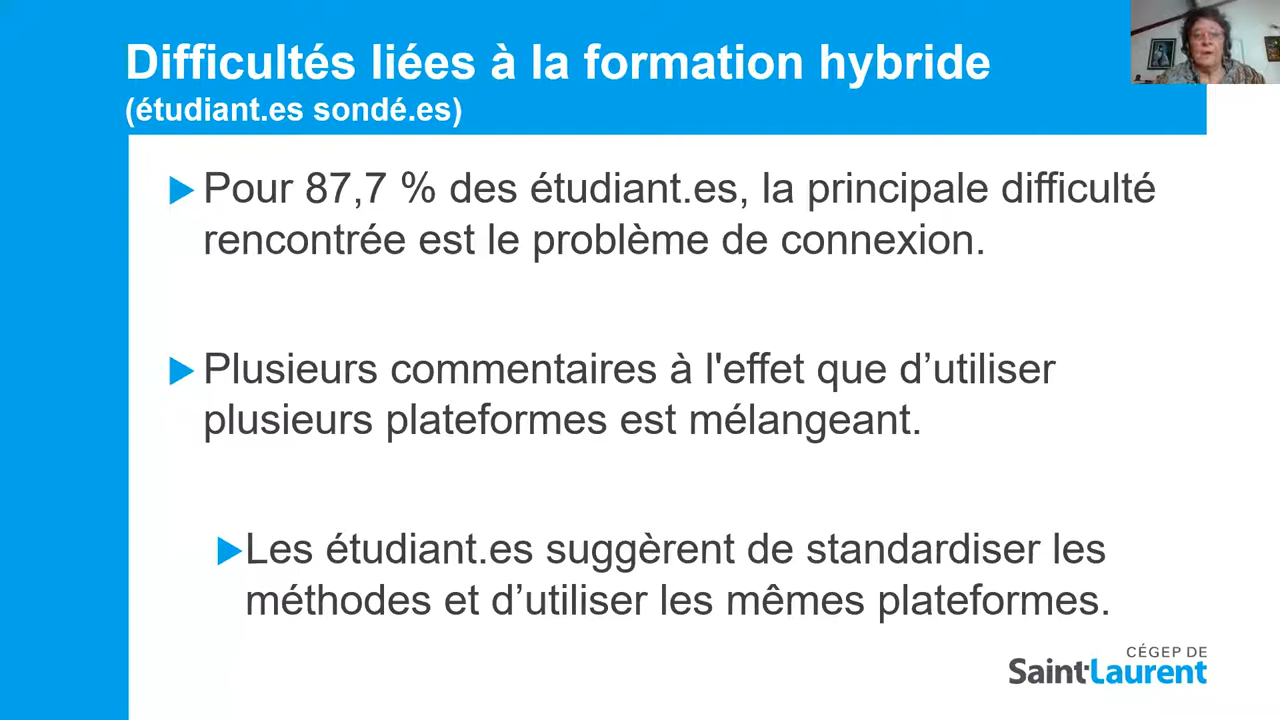 Difficultés liées à la formation hybride
(étudiant.es sondé.es)
Pour 87,7 % des étudiant.es, la principale difficulté
rencontrée est le problème de connexion.
Plusieurs commentaires à l'effet que d’utiliser
plusieurs plateformes est mélangeant.
Les étudiant.es suggèrent de standardiser les
méthodes et d’utiliser les mêmes plateformes.
CÉGEP DE
Saint-Laurent